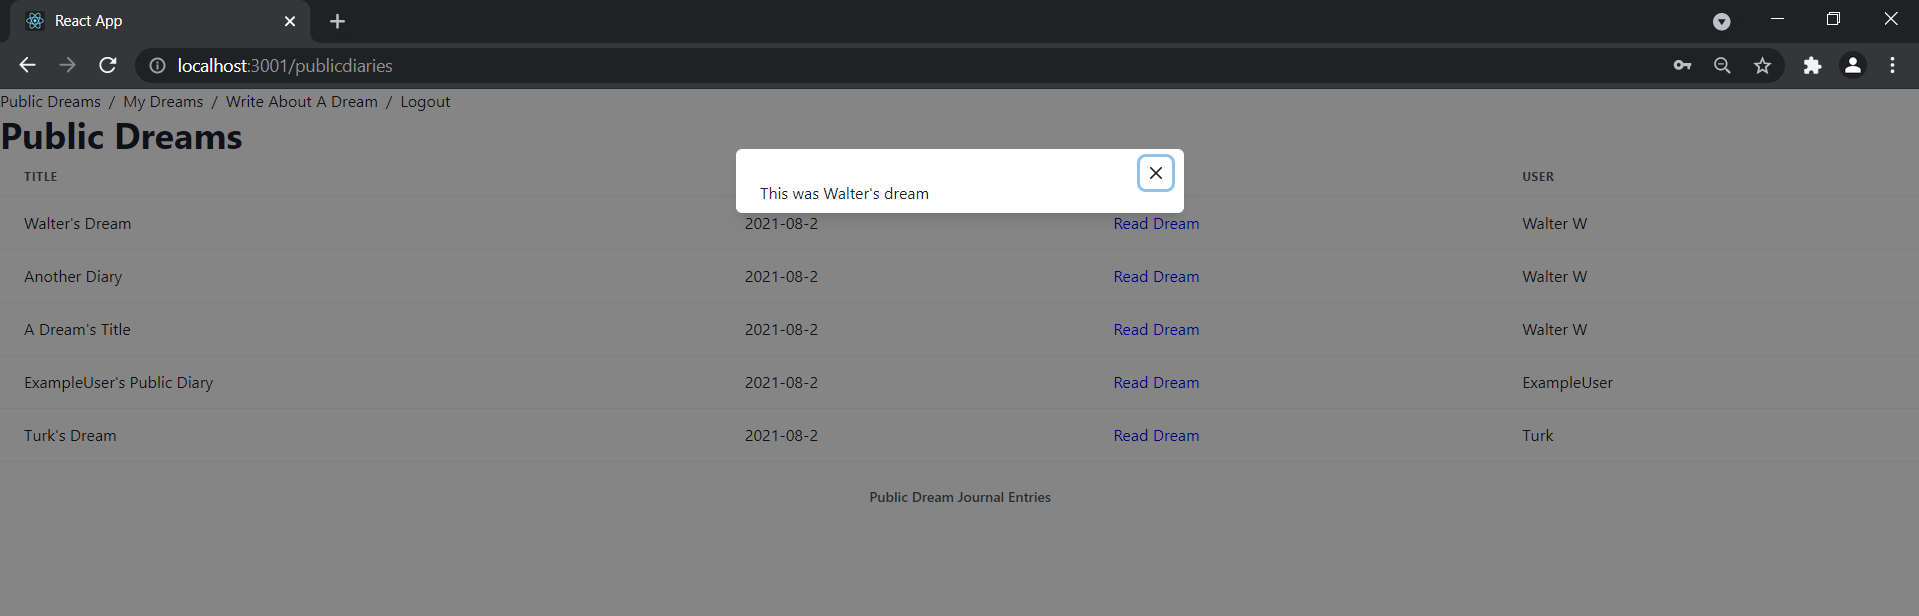 React App
localhost:3001/publicdiaries
Public Dreams / My Dreams / Write About A Dream / Logout
Public Dreams
This was Walter's dream
TITLE USER
Walter's Dream 2021-08-2 Read Dream Walter W
Another Diary 2021-08-2 Read Dream Walter W
A Dream's Title 2021-08-2 Read Dream Walter W
ExampleUser's Public Diary 2021-08-2 Read Dream ExampleUser
Turk's Dream 2021-08-2 Read Dream Turk
Public Dream Journal Entries